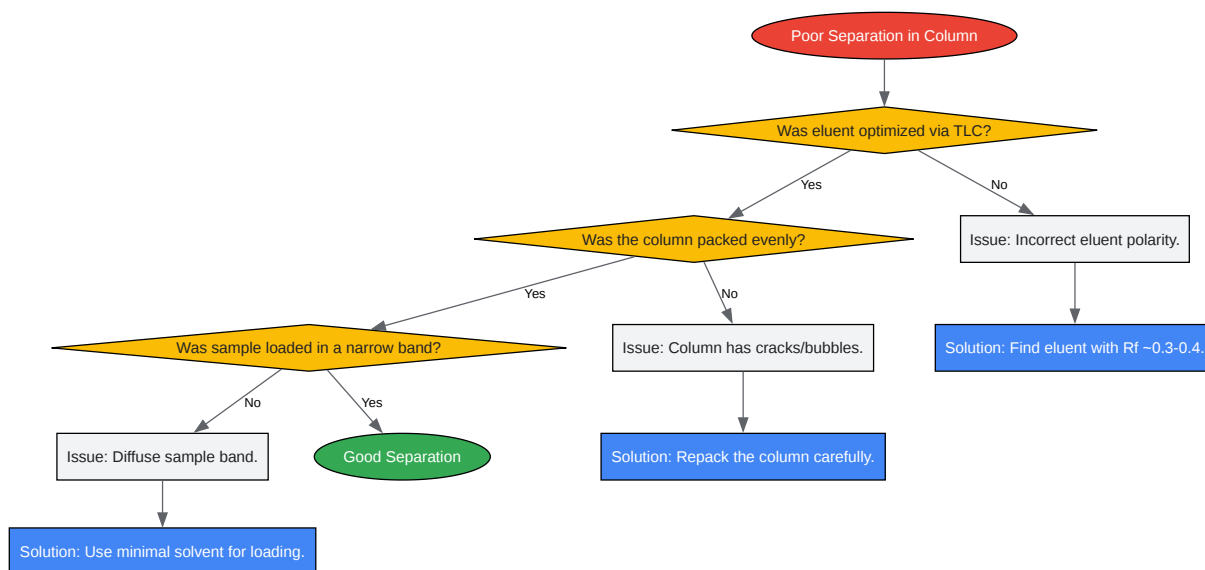 Poor Separation in Column
Was eluent optimized via TLC?
Yes
No
Was the column packed evenly?
Issue: Incorrect eluent polarity.
Yes
No
Was sample loaded in a narrow band?
Issue: Column has cracks/bubbles.
Solution: Find eluent with Rf ~0.3-0.4.
No
Yes
Issue: Diffuse sample band.
Good Separation
Solution: Repack the column carefully.
Solution: Use minimal solvent for loading.